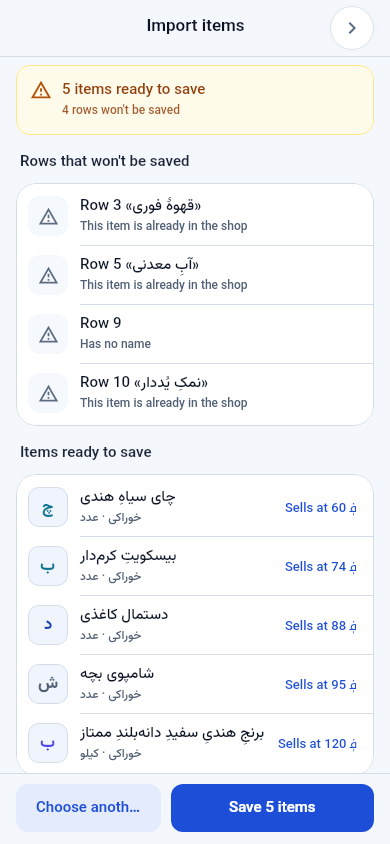 Import items
5 items ready to save
4 rows won't be saved
Rows that won't be saved
Row 3 «قهوهٔ فوری»
This item is already in the shop
Row 5 «آبِ معدنی»
This item is already in the shop
Row 9
Has no name
Row 10 «نمکِ یُددار»
This item is already in the shop
Items ready to save
چ
چای سیاهِ هندی
خوراکی · عدد
Sells at 60 ؋
ب
بیسکویتِ کرم‌دار
خوراکی · عدد
Sells at 74 ؋
د
دستمال کاغذی
خوراکی · عدد
Sells at 88 ؋
ش
شامپوی بچه
خوراکی · عدد
Sells at 95 ؋
ب
برنجِ هندیِ سفیدِ دانه‌بلندِ ممتاز
خوراکی · کیلو
Sells at 120 ؋
Choose anoth...
Save 5 items